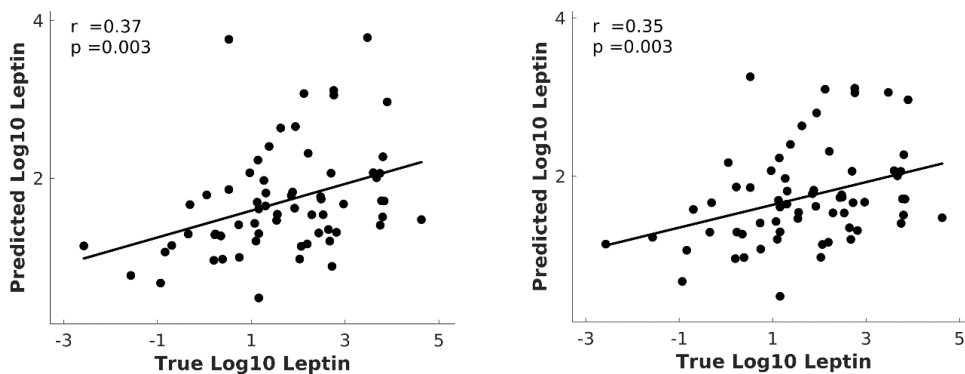 4
r =0.37
p =0.003
2
Predicted Log10 Leptin
-3
-1
1
3
5
True Log10 Leptin
4
r =0.35
p =0.003
2
Predicted Log10 Leptin
-3
-1
1
3
5
True Log10 Leptin